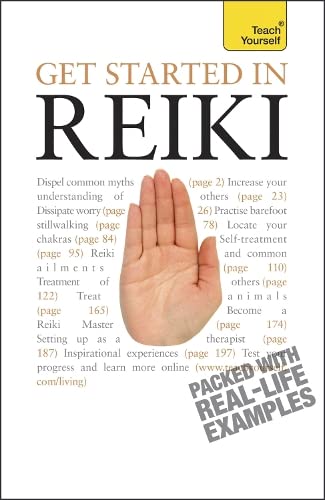 Teach®
Yourself
GET STARTED IN
REIKI
Dispel common myths (page 2) Increase your
understanding of others (page 23)
Dissipate worry (page 26) Practise barefoot
stillwalking (page 78) Locate your
chakras (page 84) Self-treatment
(page 95) Reiki and common
ailments (page 110)
Treatment of others (page
122) Treat animals
(page 165) Become a
Reiki Master (page 174)
Setting up as a therapist (page
187) Inspirational experiences (page 197) Test your
progress and learn more online (www.teachyourself.
com/living)
PACKED WITH
REAL-LIFE
EXAMPLES